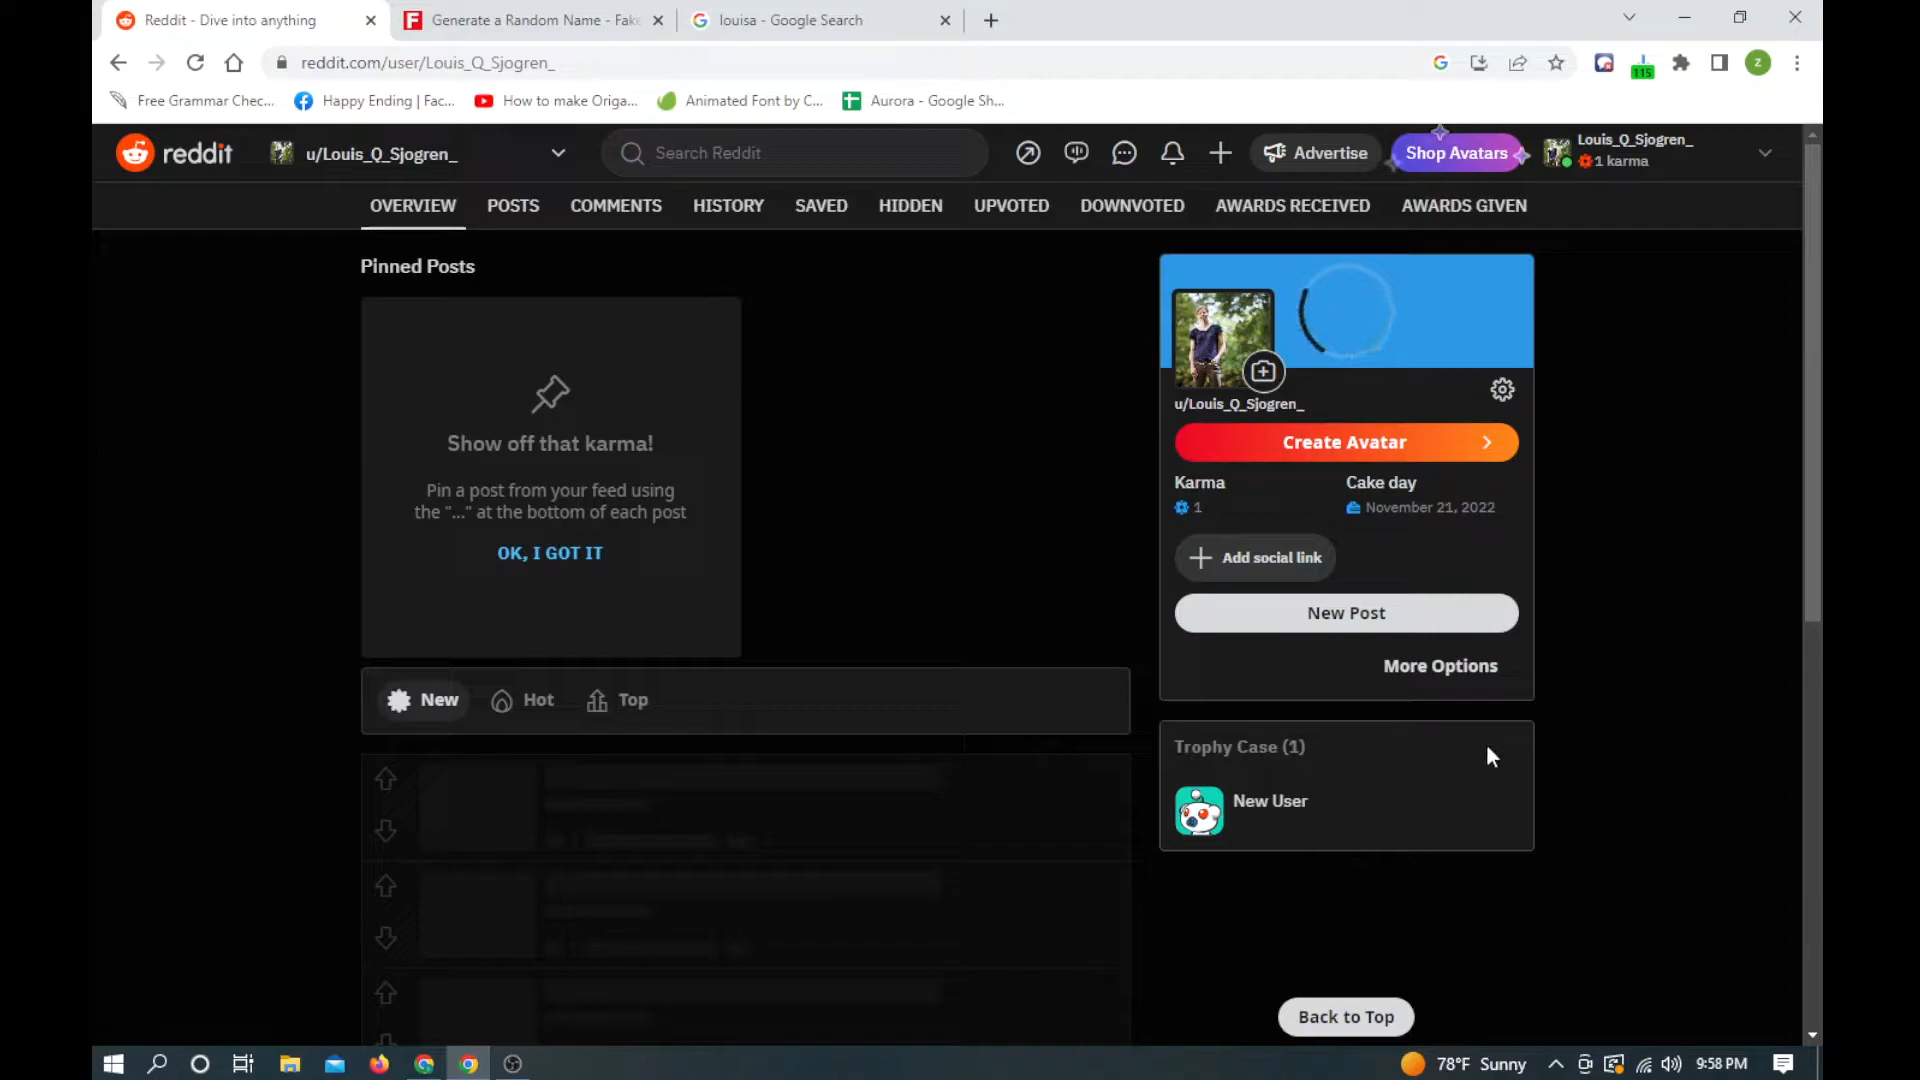 Reddit - Dive into anything
Generate a Random Name - Fake
louisa - Google Search
reddit.com/user/Louis_Q_Sjogren_
115
Z
Free Grammar Chec...
Happy Ending | Fac...
How to make Origa...
Animated Font by C...
Aurora - Google Sh...
reddit
u/Louis_Q_Sjogren_
Search Reddit
Advertise
Shop Avatars
Louis_Q_Sjogren_
1 karma
OVERVIEW
POSTS
COMMENTS
HISTORY
SAVED
HIDDEN
UPVOTED
DOWNVOTED
AWARDS RECEIVED
AWARDS GIVEN
Pinned Posts
Show off that karma!
Pin a post from your feed using
the "..." at the bottom of each post
OK, I GOT IT
New
Hot
Top
u/Louis_Q_Sjogren_
Create Avatar
Karma
Cake day
1
November 21, 2022
Add social link
New Post
More Options
Trophy Case (1)
New User
Back to Top
78°F Sunny
9:58 PM